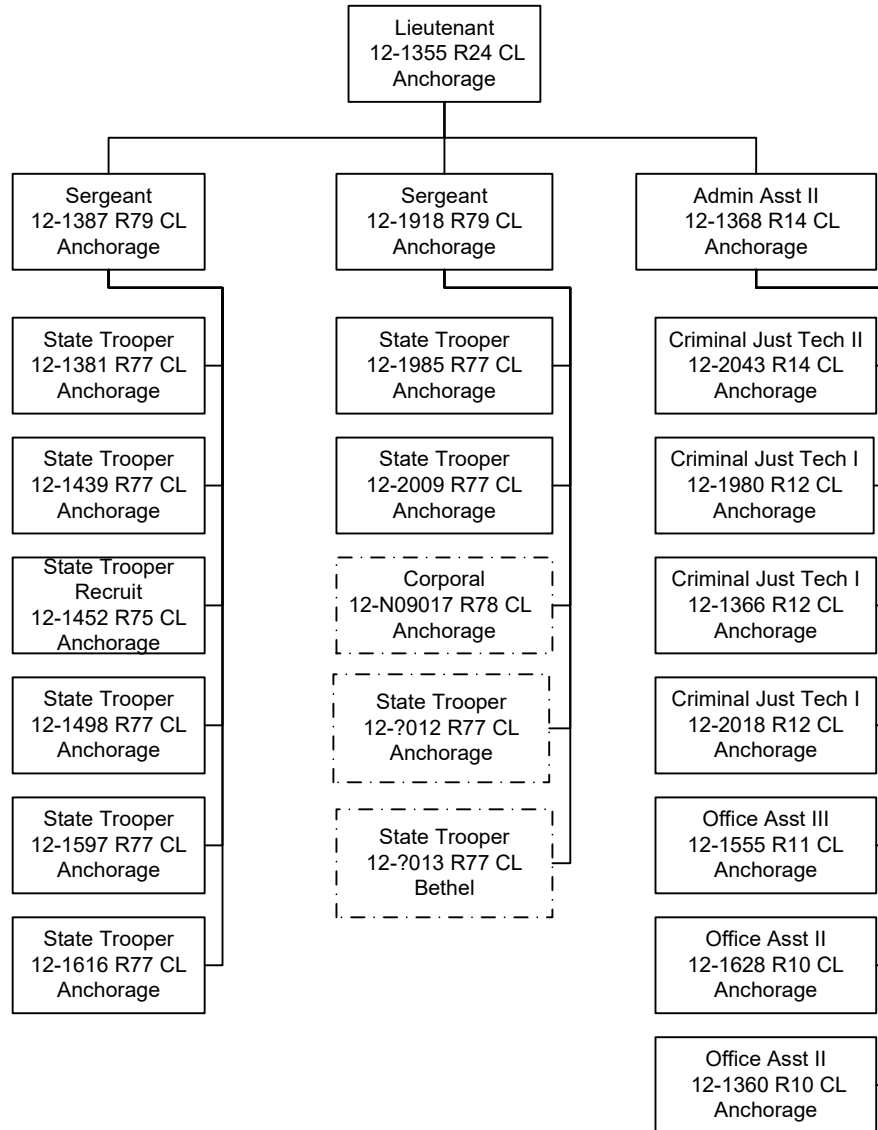 Lieutenant
12-1355 R24 CL
Anchorage
Sergeant
12-1387 R79 CL
Anchorage
State Trooper
12-1381 R77 CL
Anchorage
State Trooper
12-1439 R77 CL
Anchorage
State Trooper
Recruit
12-1452 R75 CL
Anchorage
State Trooper
12-1498 R77 CL
Anchorage
State Trooper
12-1597 R77 CL
Anchorage
State Trooper
12-1616 R77 CL
Anchorage
Sergeant
12-1918 R79 CL
Anchorage
State Trooper
12-1985 R77 CL
Anchorage
State Trooper
12-2009 R77 CL
Anchorage
Corporal
12-N09017 R78 CL
Anchorage
State Trooper
12-?012 R77 CL
Anchorage
State Trooper
12-?013 R77 CL
Bethel
Admin Asst II
12-1368 R14 CL
Anchorage
Criminal Just Tech II
12-2043 R14 CL
Anchorage
Criminal Just Tech I
12-1980 R12 CL
Anchorage
Criminal Just Tech I
12-1366 R12 CL
Anchorage
Criminal Just Tech I
12-2018 R12 CL
Anchorage
Office Asst III
12-1555 R11 CL
Anchorage
Office Asst II
12-1628 R10 CL
Anchorage
Office Asst II
12-1360 R10 CL
Anchorage